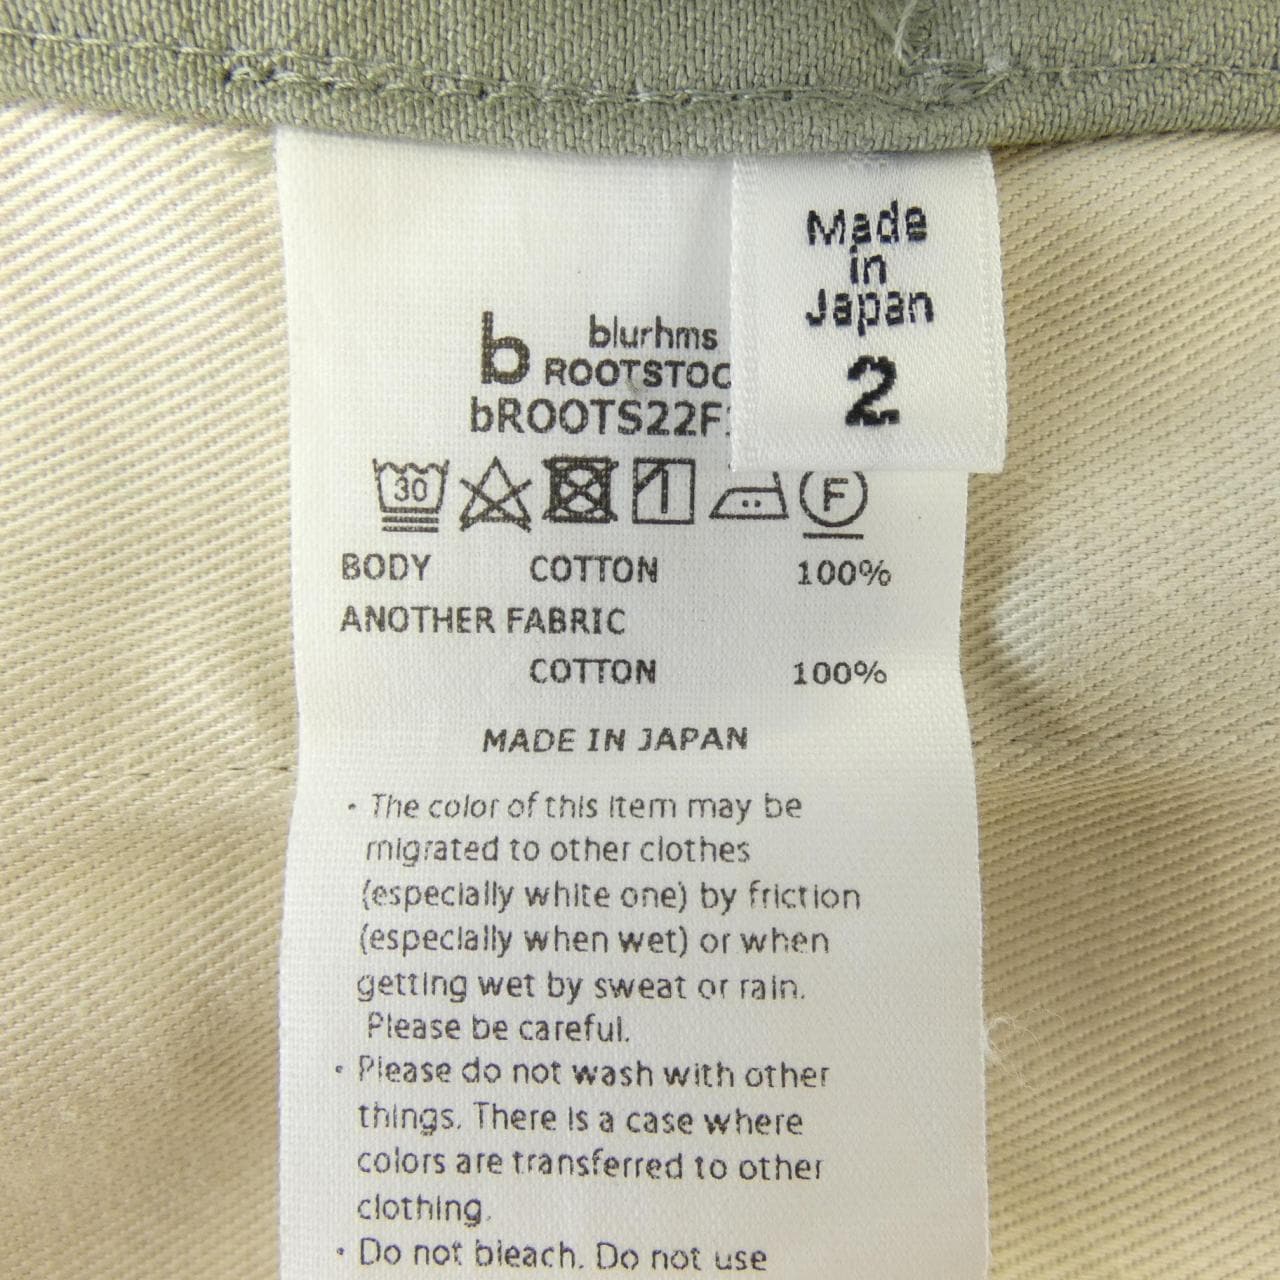 Made
in
Japan
2
b
blurhms
ROOTSTOC
bROOTS22F
30
F
BODY COTTON 100%
ANOTHER FABRIC
COTTON 100%
MADE IN JAPAN
・The color of this item may be
migrated to other clothes
(especially white one) by friction
(especially when wet) or when
getting wet by sweat or rain.
Please be careful.
・Please do not wash with other
things. There is a case where
colors are transferred to other
clothing.
・Do not bleach. Do not use